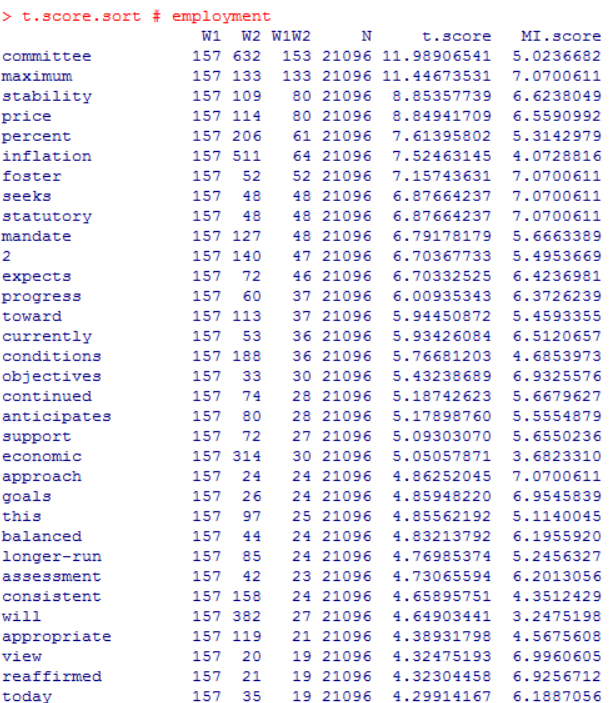 > t.score.sort # employment
W1 W2 W1W2 N t.score MI.score
committee 157 632 153 21096 11.98906541 5.0236682
maximum 157 133 133 21096 11.44673531 7.0700611
stability 157 109 80 21096 8.85357739 6.6238049
price 157 114 80 21096 8.84941709 6.5590992
percent 157 206 61 21096 7.61395802 5.3142979
inflation 157 511 64 21096 7.52463145 4.0728816
foster 157 52 52 21096 7.15743631 7.0700611
seeks 157 48 48 21096 6.87664237 7.0700611
statutory 157 48 48 21096 6.87664237 7.0700611
mandate 157 127 48 21096 6.79178179 5.6663389
2 157 140 47 21096 6.70367733 5.4953669
expects 157 72 46 21096 6.70332525 6.4236981
progress 157 60 37 21096 6.00935343 6.3726239
toward 157 113 37 21096 5.94450872 5.4593355
currently 157 53 36 21096 5.93426084 6.5120657
conditions 157 188 36 21096 5.76681203 4.6853973
objectives 157 33 30 21096 5.43238689 6.9325576
continued 157 74 28 21096 5.18742623 5.6679627
anticipates 157 80 28 21096 5.17898760 5.5554879
support 157 72 27 21096 5.09303070 5.6550236
economic 157 314 30 21096 5.05057871 3.6823310
approach 157 24 24 21096 4.86252045 7.0700611
goals 157 26 24 21096 4.85948220 6.9545839
this 157 97 25 21096 4.85562192 5.1140045
balanced 157 44 24 21096 4.83213792 6.1955920
longer-run 157 85 24 21096 4.76985374 5.2456327
assessment 157 42 23 21096 4.73065594 6.2013056
consistent 157 158 24 21096 4.65895751 4.3512429
will 157 382 27 21096 4.64903441 3.2475198
appropriate 157 119 21 21096 4.38931798 4.5675608
view 157 20 19 21096 4.32475193 6.9960605
reaffirmed 157 21 19 21096 4.32304458 6.9256712
today 157 35 19 21096 4.29914167 6.1887056